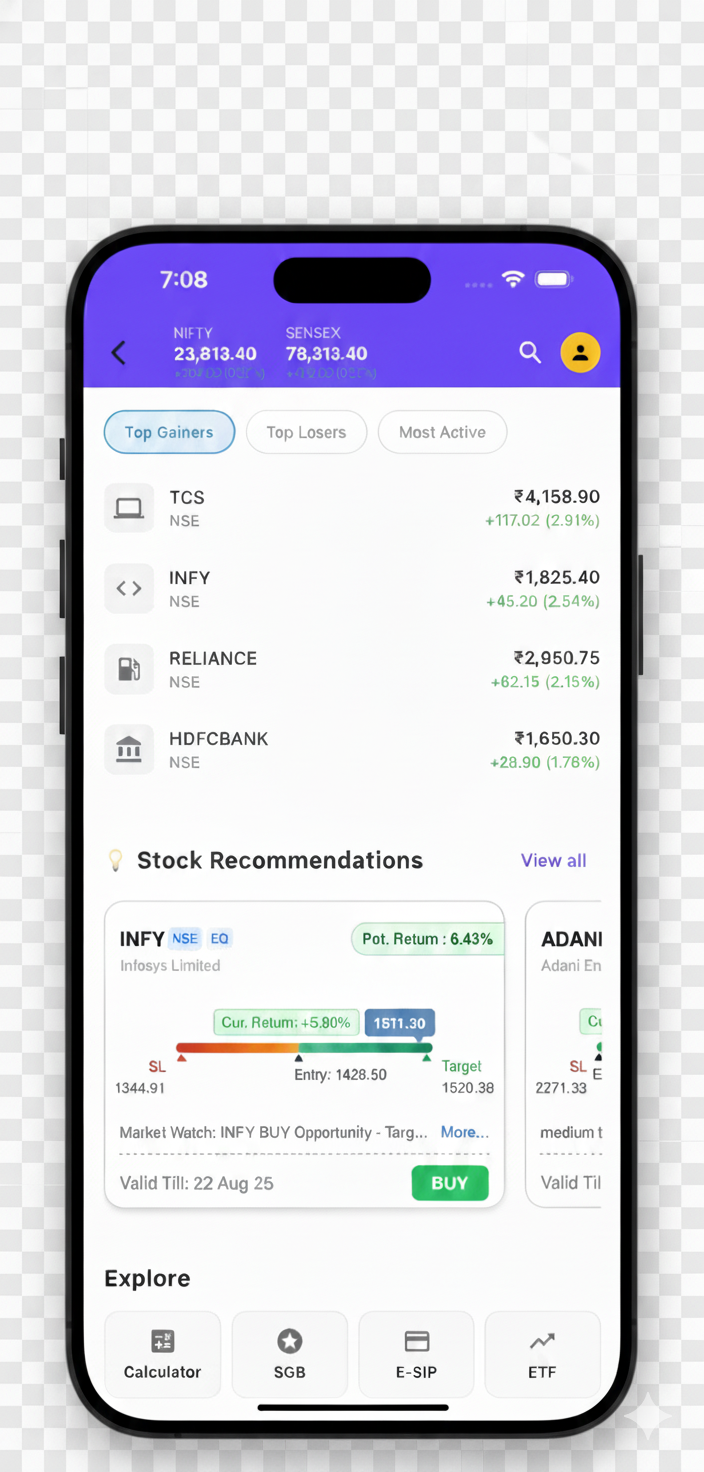 7:08
NIFTY SENSEX
23,813.40 78,313.40
Top Gainers Top Losers Most Active
TCS ₹4,158.90
NSE +117.02 (2.91%)
INFY ₹1,825.40
NSE +45.20 (2.54%)
RELIANCE ₹2,950.75
NSE +62.15 (2.15%)
HDFCBANK ₹1,650.30
NSE +28.90 (1.76%)
Stock Recommendations View all
INFY NSE EQ Pot. Return : 6.43% ADANI
Infosys Limited Adani En
Cur. Return: +5.80% 1511.30 Cu
SL Entry: 1428.50 Target SL E
1344.91 1520.38 2271.33
Market Watch: INFY BUY Opportunity - Targ... More... medium t
Valid Till: 22 Aug 25 BUY Valid Til
Explore
Calculator SGB E-SIP ETF